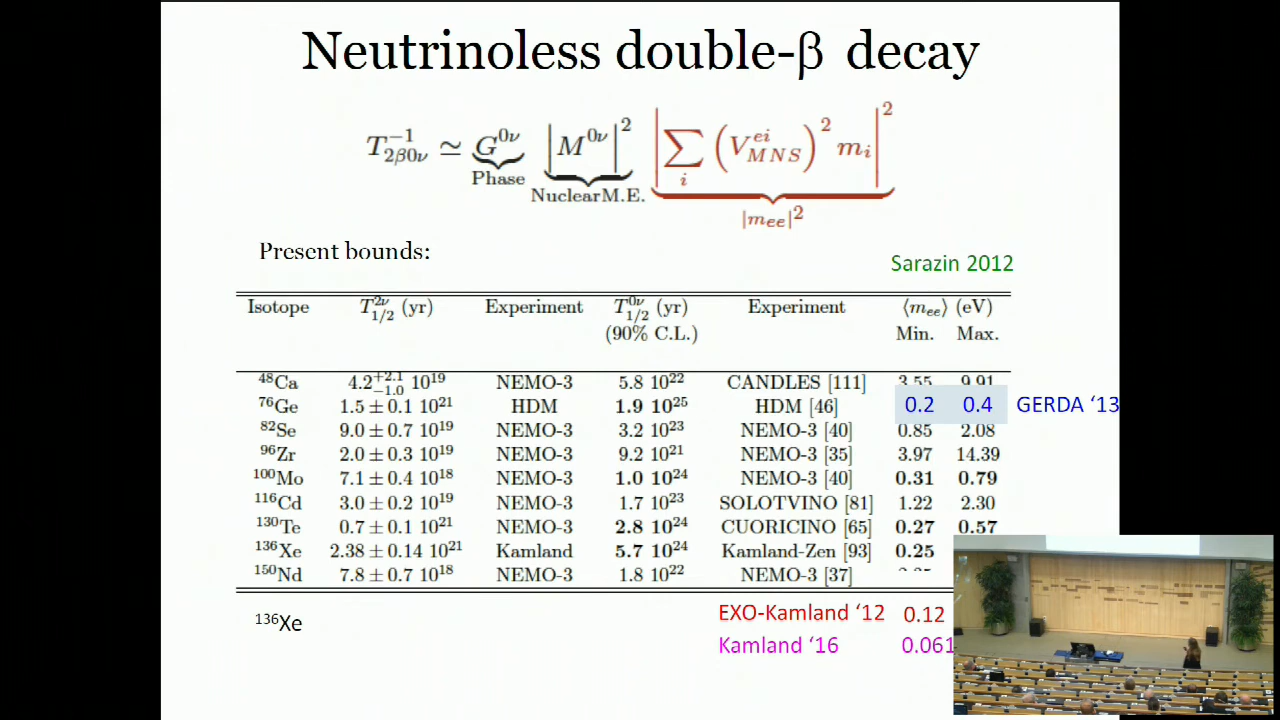 Neutrinoless double-β decay
T_{2β0ν}^{-1} ≃ G^{0ν} |M^{0ν}|^2 |∑_i (V_{MNS}^{ei})^2 m_i|^2
Phase
NuclearM.E.
|m_{ee}|^2
Present bounds:
Sarazin 2012
Isotope T_{1/2}^{2ν} (yr) Experiment T_{1/2}^{0ν} (yr) Experiment ⟨m_{ee}⟩ (eV)
(90% C.L.) Min. Max.
^{48}Ca 4.2^{+2.1}_{-1.0} 10^{19} NEMO-3 5.8 10^{22} CANDLES [111] 3.55 9.91
^{76}Ge 1.5 ± 0.1 10^{21} HDM 1.9 10^{25} HDM [46] 0.2 0.4 GERDA ‘13
^{82}Se 9.0 ± 0.7 10^{19} NEMO-3 3.2 10^{23} NEMO-3 [40] 0.85 2.08
^{96}Zr 2.0 ± 0.3 10^{19} NEMO-3 9.2 10^{21} NEMO-3 [35] 3.97 14.39
^{100}Mo 7.1 ± 0.4 10^{18} NEMO-3 1.0 10^{24} NEMO-3 [40] 0.31 0.79
^{116}Cd 3.0 ± 0.2 10^{19} NEMO-3 1.7 10^{23} SOLOTVINO [81] 1.22 2.30
^{130}Te 0.7 ± 0.1 10^{21} NEMO-3 2.8 10^{24} CUORICINO [65] 0.27 0.57
^{136}Xe 2.38 ± 0.14 10^{21} Kamland 5.7 10^{24} Kamland-Zen [93] 0.25
^{150}Nd 7.8 ± 0.7 10^{18} NEMO-3 1.8 10^{22} NEMO-3 [37]
^{136}Xe EXO-Kamland ‘12 0.12
Kamland ‘16 0.061